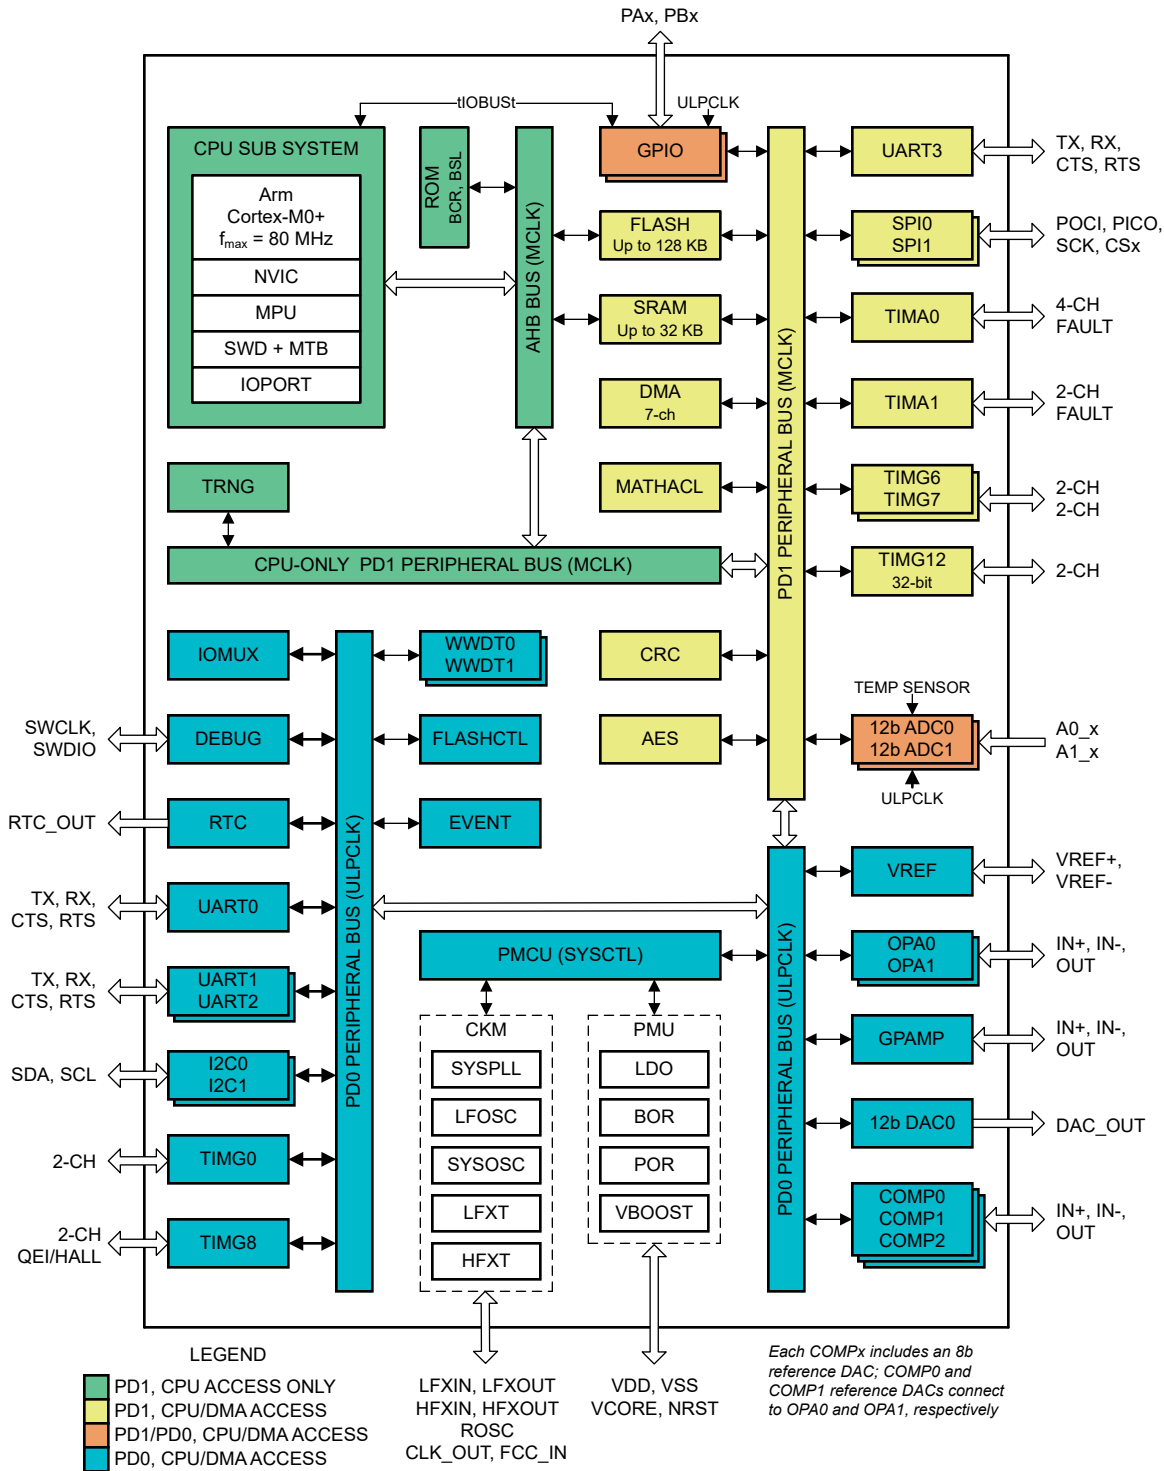 PAx, PBx
tIOBUSt
ULPCLK
CPU SUB SYSTEM
Arm
Cortex-M0+
fmax = 80 MHz
NVIC
MPU
SWD + MTB
IOPORT
ROM
BCR, BSL
AHB BUS (MCLK)
GPIO
FLASH
Up to 128 KB
SRAM
Up to 32 KB
DMA
7-ch
MATHACL
PD1 PERIPHERAL BUS (MCLK)
UART3
TX, RX,
CTS, RTS
SPI0
SPI1
POCI, PICO,
SCK, CSx
TIMA0
4-CH
FAULT
TIMA1
2-CH
FAULT
TIMG6
TIMG7
2-CH
2-CH
TIMG12
32-bit
2-CH
TRNG
CPU-ONLY PD1 PERIPHERAL BUS (MCLK)
CRC
AES
TEMP SENSOR
12b ADC0
12b ADC1
ULPCLK
A0_x
A1_x
IOMUX
WWDT0
WWDT1
SWCLK,
SWDIO
DEBUG
FLASHCTL
RTC_OUT
RTC
EVENT
TX, RX,
CTS, RTS
UART0
TX, RX,
CTS, RTS
UART1
UART2
SDA, SCL
I2C0
I2C1
2-CH
TIMG0
2-CH
QEI/HALL
TIMG8
PD0 PERIPHERAL BUS (ULPCLK)
PMCU (SYSCTL)
CKM
SYSPLL
LFOSC
SYSOSC
LFXT
HFXT
PMU
LDO
BOR
POR
VBOOST
PD0 PERIPHERAL BUS (ULPCLK)
VREF
VREF+,
VREF-
OPA0
OPA1
IN+, IN-,
OUT
GPAMP
IN+, IN-,
OUT
12b DAC0
DAC_OUT
COMP0
COMP1
COMP2
IN+, IN-,
OUT
LEGEND
PD1, CPU ACCESS ONLY
PD1, CPU/DMA ACCESS
PD1/PD0, CPU/DMA ACCESS
PD0, CPU/DMA ACCESS
LFXIN, LFXOUT
HFXIN, HFXOUT
ROSC
CLK_OUT, FCC_IN
VDD, VSS
VCORE, NRST
Each COMPx includes an 8b
reference DAC; COMP0 and
COMP1 reference DACs connect
to OPA0 and OPA1, respectively